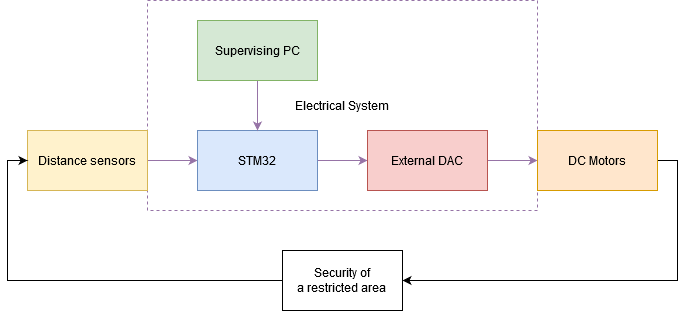 Supervising PC
Electrical System
Distance sensors
STM32
External DAC
DC Motors
Security of
a restricted area